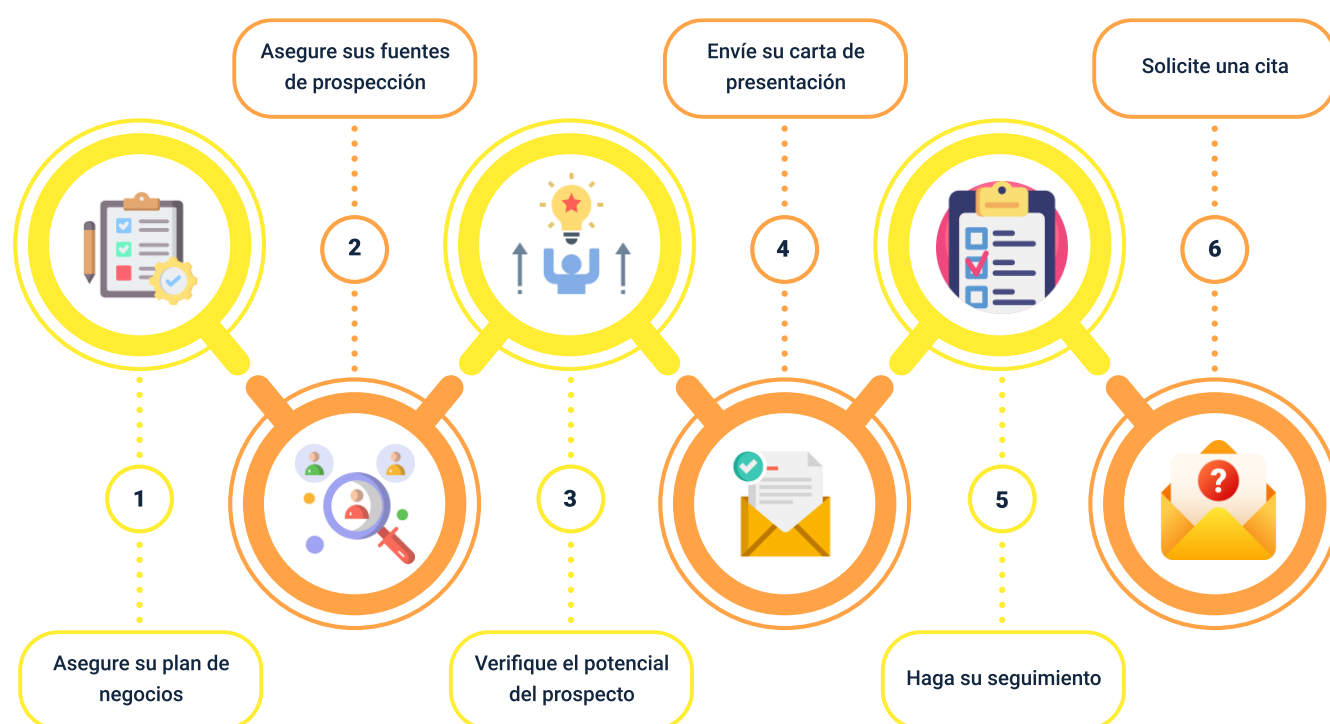 1
Asegure su plan de
negocios
2
Asegure sus fuentes
de prospección
3
Verifique el potencial
del prospecto
4
Envíe su carta de
presentación
5
Haga su seguimiento
6
Solicite una cita
?